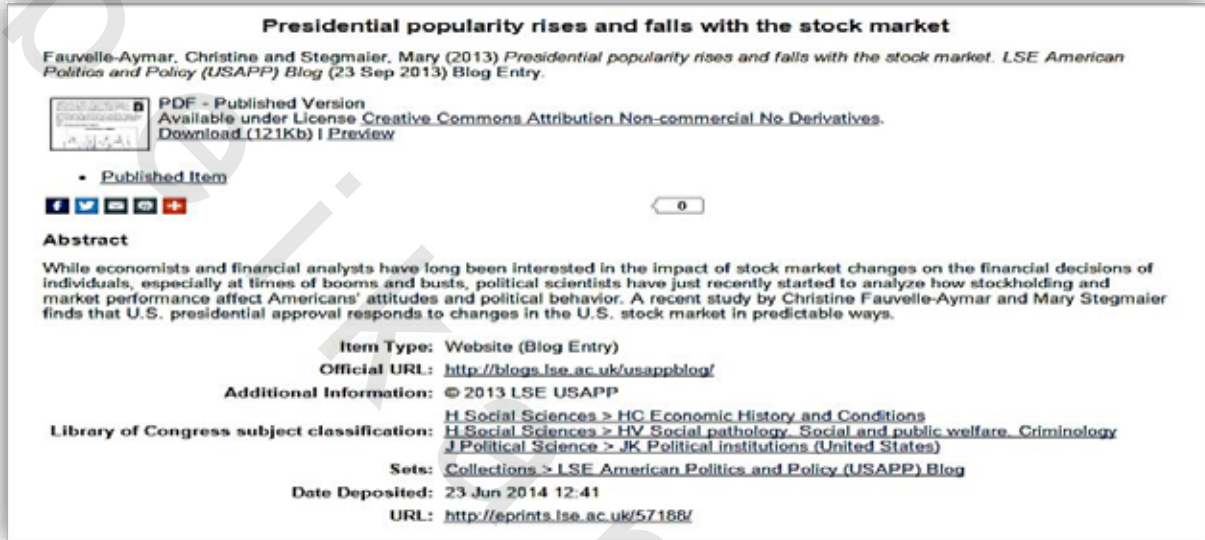 Presidential popularity rises and falls with the stock market
Fauvelle-Aymar, Christine and Stegmaier, Mary (2013) Presidential popularity rises and falls with the stock market. LSE American
Politics and Policy (USAPP) Blog (23 Sep 2013) Blog Entry.
PDF - Published Version
Available under License Creative Commons Attribution Non-commercial No Derivatives.
Download (121Kb) | Preview
• Published Item
0
Abstract
While economists and financial analysts have long been interested in the impact of stock market changes on the financial decisions of
individuals, especially at times of booms and busts, political scientists have just recently started to analyze how stockholding and
market performance affect Americans' attitudes and political behavior. A recent study by Christine Fauvelle-Aymar and Mary Stegmaier
finds that U.S. presidential approval responds to changes in the U.S. stock market in predictable ways.
Item Type: Website (Blog Entry)
Official URL: http://blogs.lse.ac.uk/usappblog/
Additional Information: © 2013 LSE USAPP
H Social Sciences > HC Economic History and Conditions
Library of Congress subject classification: H Social Sciences > HV Social pathology. Social and public welfare. Criminology
J Political Science > JK Political institutions (United States)
Sets: Collections > LSE American Politics and Policy (USAPP) Blog
Date Deposited: 23 Jun 2014 12:41
URL: http://eprints.lse.ac.uk/57188/